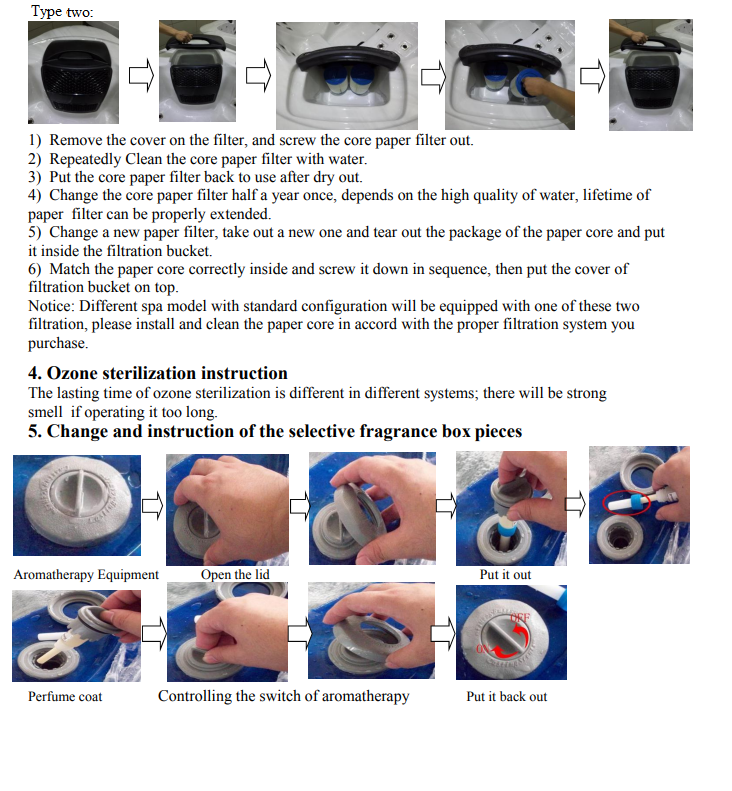 Type two:
1) Remove the cover on the filter, and screw the core paper filter out.
2) Repeatedly Clean the core paper filter with water.
3) Put the core paper filter back to use after dry out.
4) Change the core paper filter half a year once, depends on the high quality of water, lifetime of
paper filter can be properly extended.
5) Change a new paper filter, take out a new one and tear out the package of the paper core and put
it inside the filtration bucket.
6) Match the paper core correctly inside and screw it down in sequence, then put the cover of
filtration bucket on top.
Notice: Different spa model with standard configuration will be equipped with one of these two
filtration, please install and clean the paper core in accord with the proper filtration system you
purchase.
4. Ozone sterilization instruction
The lasting time of ozone sterilization is different in different systems; there will be strong
smell if operating it too long.
5. Change and instruction of the selective fragrance box pieces
Aromatherapy Equipment Open the lid Put it out
OFF
ON
Perfume coat Controlling the switch of aromatherapy Put it back out